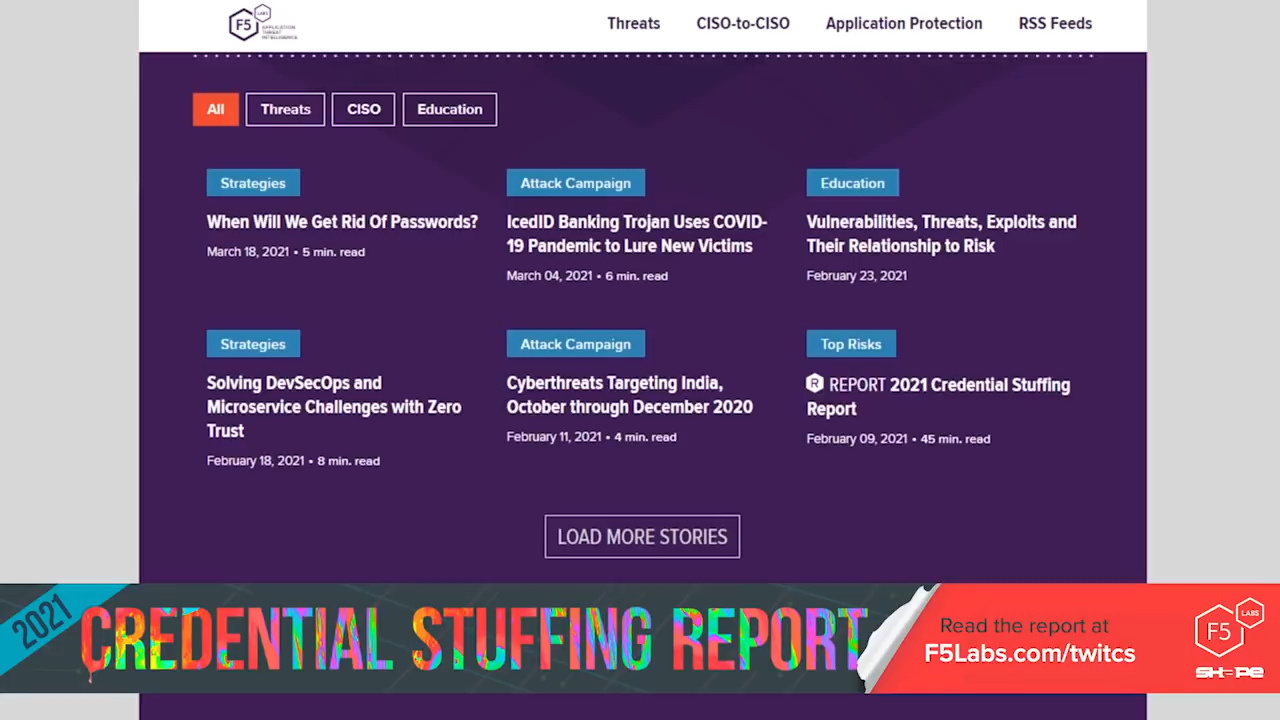 F5 LABS
APPLICATION
THREAT
INTELLIGENCE
Threats
CISO-to-CISO
Application Protection
RSS Feeds
All
Threats
CISO
Education
Strategies
When Will We Get Rid Of Passwords?
March 18, 2021 • 5 min. read
Attack Campaign
IcedID Banking Trojan Uses COVID-
19 Pandemic to Lure New Victims
March 04, 2021 • 6 min. read
Education
Vulnerabilities, Threats, Exploits and
Their Relationship to Risk
February 23, 2021
Strategies
Solving DevSecOps and
Microservice Challenges with Zero
Trust
February 18, 2021 • 8 min. read
Attack Campaign
Cyberthreats Targeting India,
October through December 2020
February 11, 2021 • 4 min. read
Top Risks
R REPORT 2021 Credential Stuffing
Report
February 09, 2021 • 45 min. read
LOAD MORE STORIES
2021
CREDENTIAL STUFFING REPORT
Read the report at
F5Labs.com/twitcs
F5 LABS
SHAPE